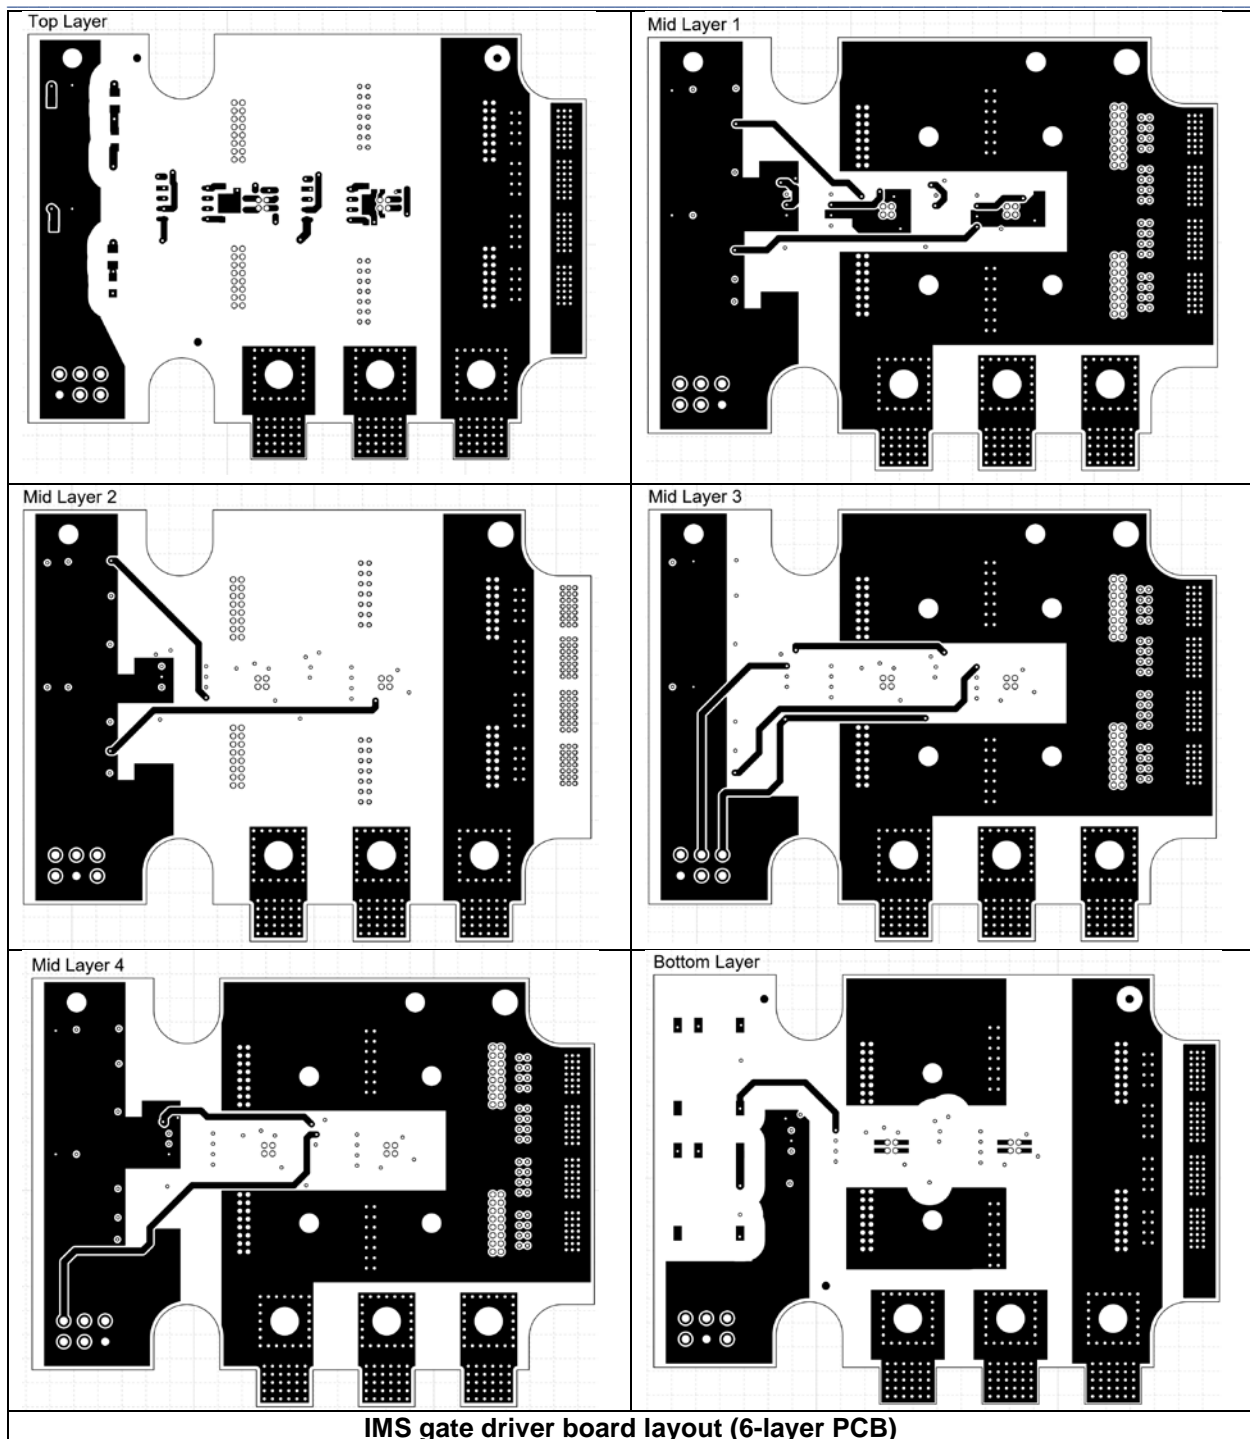 Top Layer
Mid Layer 1
Mid Layer 2
Mid Layer 3
Mid Layer 4
Bottom Layer
IMS gate driver board layout (6-layer PCB)